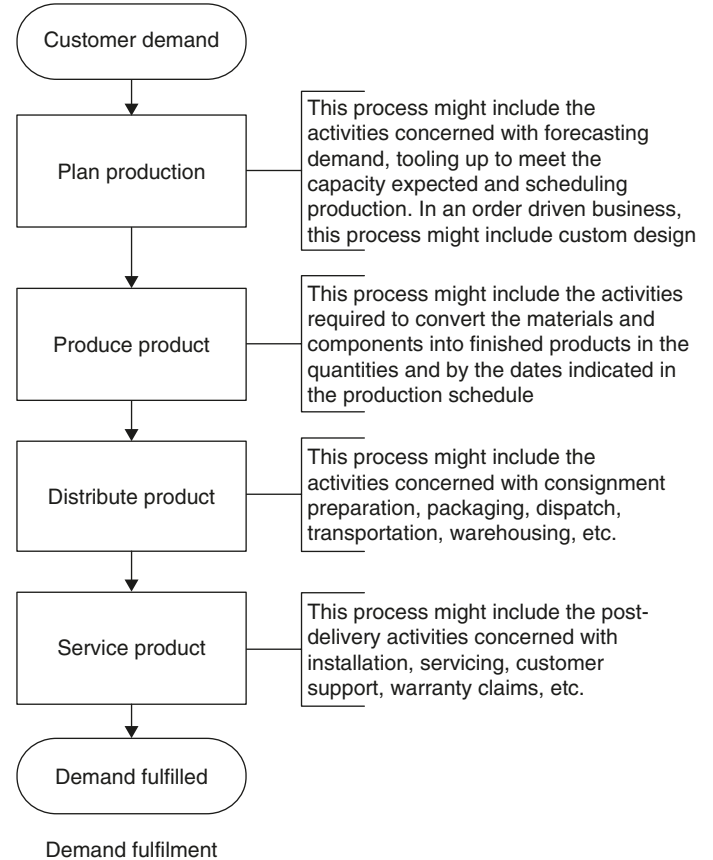 Customer demand
Plan production
This process might include the
activities concerned with forecasting
demand, tooling up to meet the
capacity expected and scheduling
production. In an order driven business,
this process might include custom design
Produce product
This process might include the activities
required to convert the materials and
components into finished products in the
quantities and by the dates indicated in
the production schedule
Distribute product
This process might include the
activities concerned with consignment
preparation, packaging, dispatch,
transportation, warehousing, etc.
Service product
This process might include the post-
delivery activities concerned with
installation, servicing, customer
support, warranty claims, etc.
Demand fulfilled
Demand fulfilment